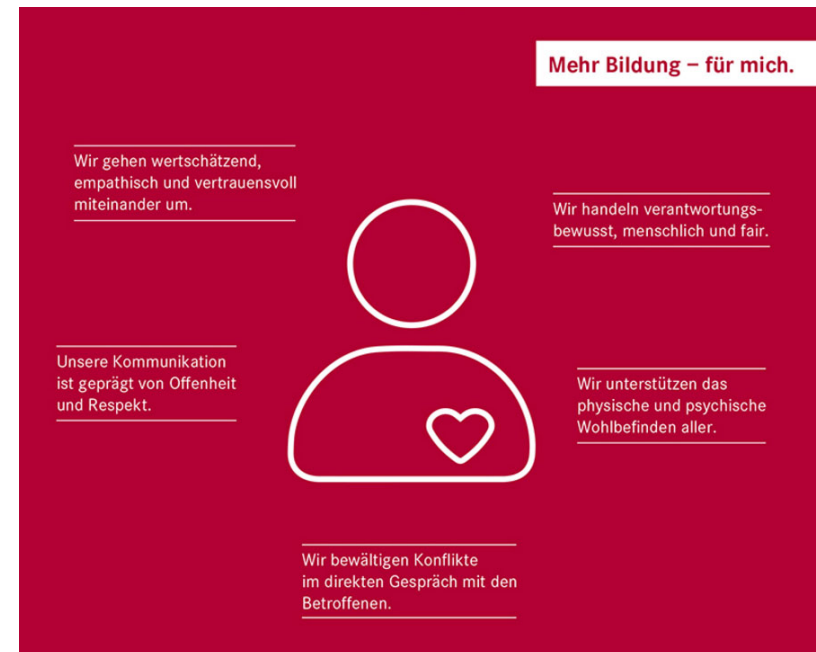 Mehr Bildung – für mich.
Wir gehen wertschätzend,
empathisch und vertrauensvoll
miteinander um.
Wir handeln verantwortungs-
bewusst, menschlich und fair.
Unsere Kommunikation
ist geprägt von Offenheit
und Respekt.
Wir unterstützen das
physische und psychische
Wohlbefinden aller.
Wir bewältigen Konflikte
im direkten Gespräch mit den
Betroffenen.